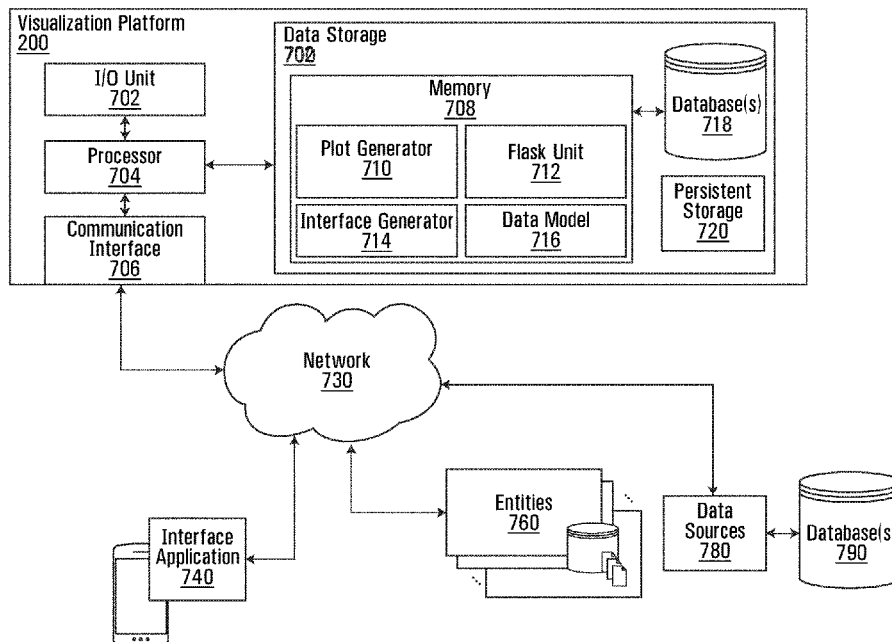 Visualization Platform
200
I/O Unit
702
Processor
704
Communication
Interface
706
Data Storage
700
Memory
708
Plot Generator
710
Flask Unit
712
Interface Generator
714
Data Model
716
Database(s)
718
Persistent
Storage
720
Network
730
Interface
Application
740
Entities
760
Data
Sources
780
Database(s)
790